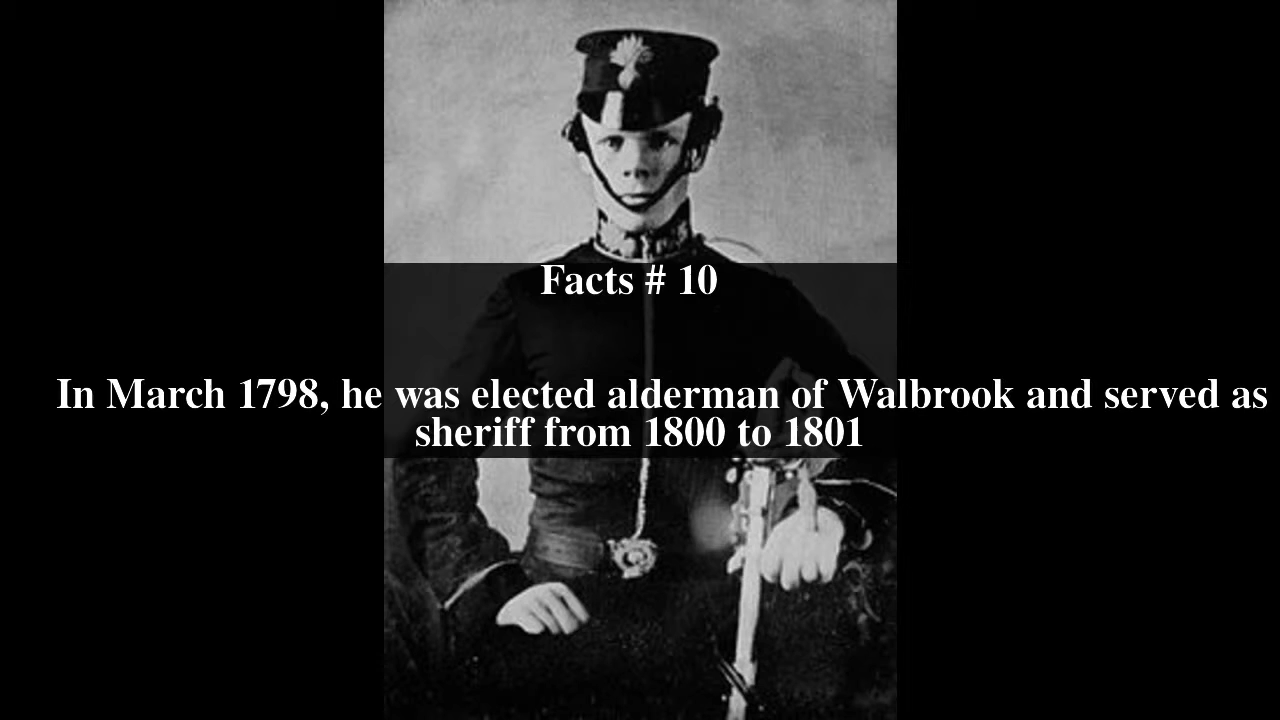 Facts # 10
In March 1798, he was elected alderman of Walbrook and served as
sheriff from 1800 to 1801